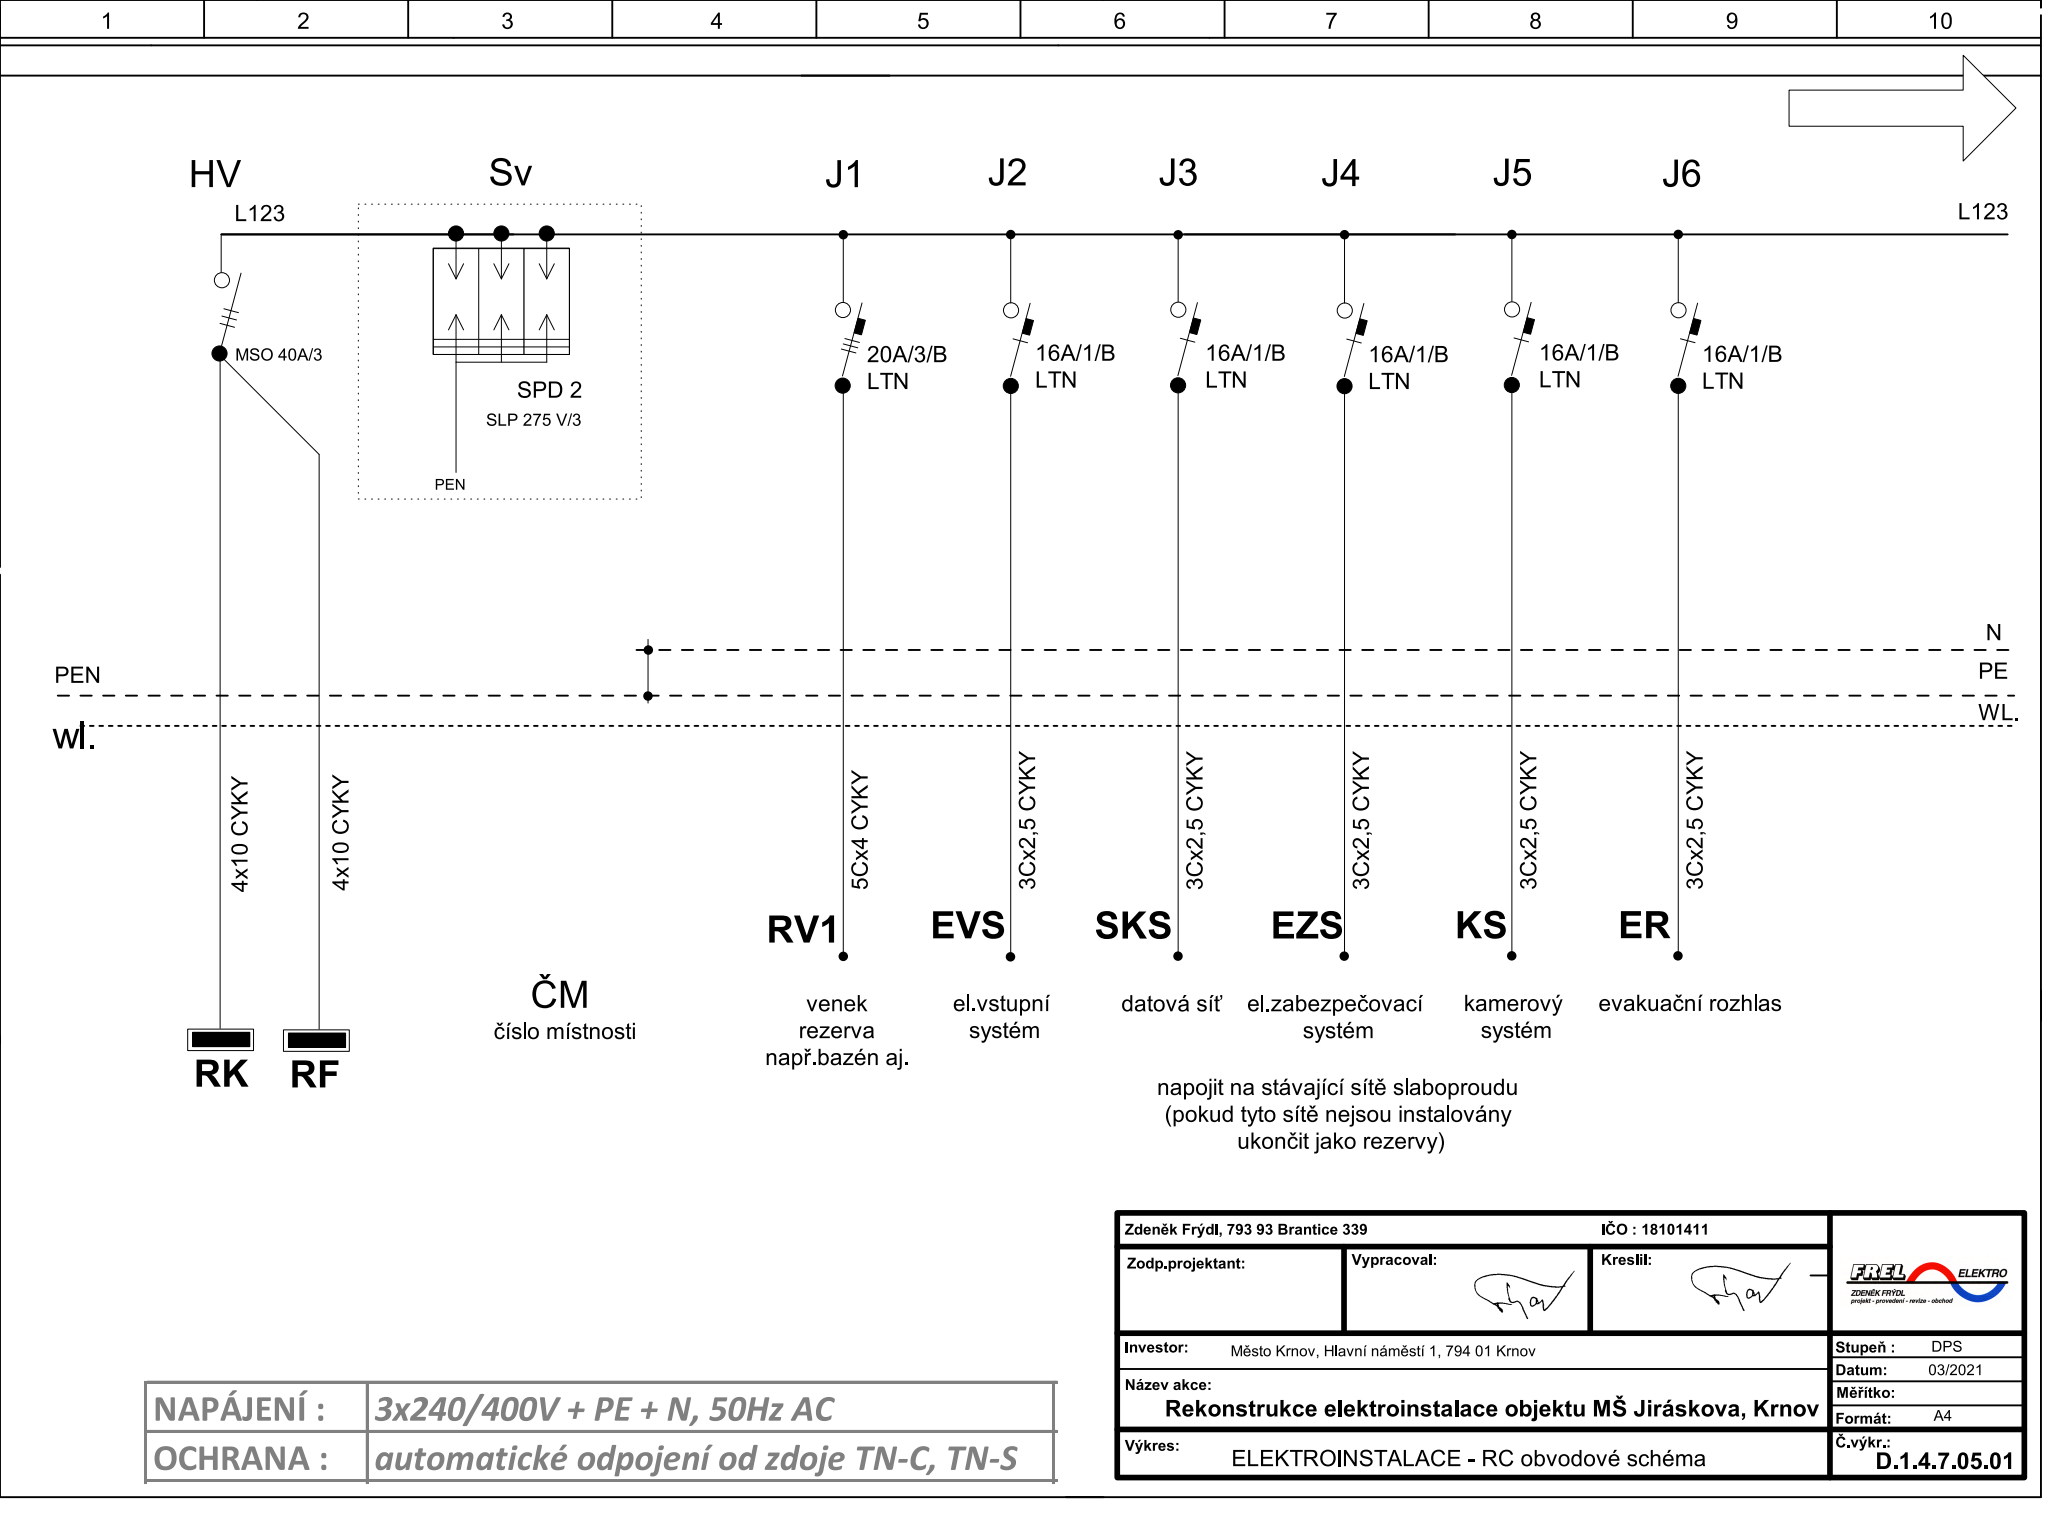 1 2 3 4 5 6 7 8 9 10
HV Sv J1 J2 J3 J4 J5 J6
L123 L123
MSO 40A/3
SPD 2
SLP 275 V/3
PEN
20A/3/B
LTN
16A/1/B
LTN
16A/1/B
LTN
16A/1/B
LTN
16A/1/B
LTN
16A/1/B
LTN
N
PEN PE
WL.
wl.
4x10 CYKY
4x10 CYKY
5Cx4 CYKY
3Cx2,5 CYKY
3Cx2,5 CYKY
3Cx2,5 CYKY
3Cx2,5 CYKY
3Cx2,5 CYKY
RV1 EVS SKS EZS KS ER
RK RF
ČM
číslo místnosti
venek
rezerva
např.bazén aj.
el.vstupní
systém
datová síť
el.zabezpečovací
systém
kamerový
systém
evakuační rozhlas
napojit na stávající sítě slaboproudu
(pokud tyto sítě nejsou instalovány
ukončit jako rezervy)
NAPÁJENÍ : 3x240/400V + PE + N, 50Hz AC
OCHRANA : automatické odpojení od zdoje TN-C, TN-S
Zdeněk Frýdl, 793 93 Brantice 339 IČO : 18101411
Zodp.projektant: Vypracoval: Kreslil:
FREL ELEKTRO
ZDENĚK FRÝDL
projekt - provedení - revize - obchod
Investor: Město Krnov, Hlavní náměstí 1, 794 01 Krnov
Název akce:
Rekonstrukce elektroinstalace objektu MŠ Jiráskova, Krnov
Výkres: ELEKTROINSTALACE - RC obvodové schéma
Stupeň : DPS
Datum: 03/2021
Měřítko:
Formát: A4
Č.výkr.:
D.1.4.7.05.01